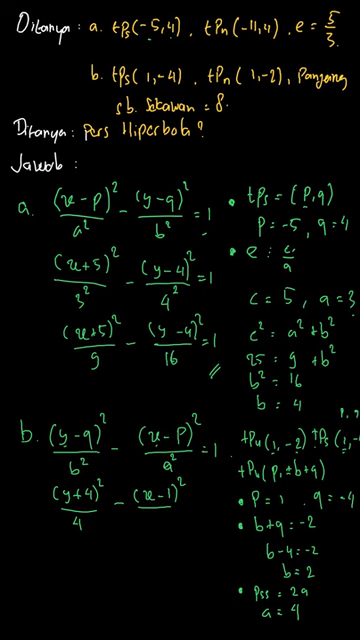 Ditanya : a. tPs(-5,4) , tPn(-11,4) , e = 5/3
b. tPs(1,-4) , tPn(1,-2), Panjang
sb. Sekawan = 8.
Ditanya : Pers Hiperbola?
Jawab :
a. (x-p)²/a² - (y-q)²/b² = 1
(x+5)²/3² - (y-4)²/4² = 1
(x+5)²/9 - (y-4)²/16 = 1 //
• tPs = (P,q)
P = -5 , q = 4
• e = c/a
c = 5 , a = 3
c² = a² + b²
25 = 9 + b²
b² = 16
b = 4
b. (y-q)²/b² - (x-p)²/a² = 1
(y+4)²/4 - (x-1)²
tPn(1,-2) tPs(1,-4
tPn(P,±b+q)
• P = 1 , q = -4
• b+q = -2
b-4 = -2
b = 2
• Pss = 2a
a = 4